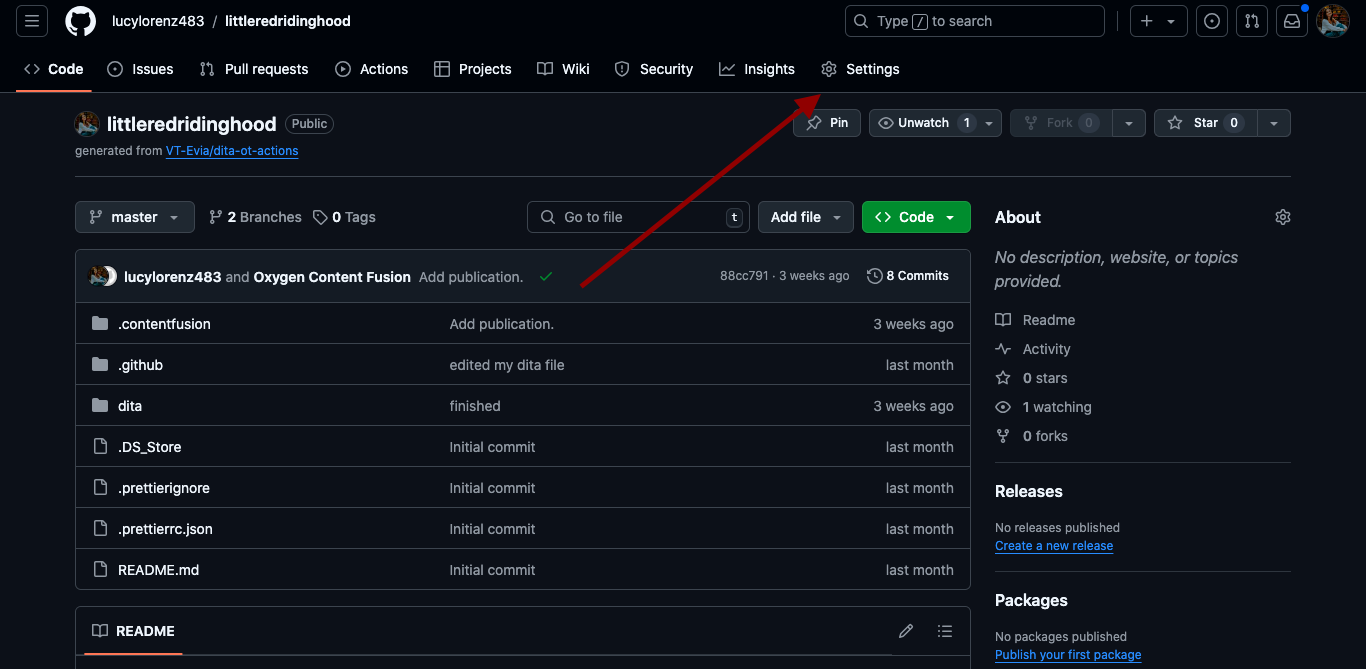 lucylorenz483 / littleredridinghood Type / to search
Code Issues Pull requests Actions Projects Wiki Security Insights Settings
littleredridinghood Public Pin Unwatch 1 Fork 0 Star 0
generated from VT-Evia/dita-ot-actions
master 2 Branches 0 Tags Go to file t Add file Code
About
No description, website, or topics
provided.
lucylorenz483 and Oxygen Content Fusion Add publication. 88cc791 · 3 weeks ago 8 Commits
.contentfusion Add publication. 3 weeks ago
.github edited my dita file last month
dita finished 3 weeks ago
.DS_Store Initial commit last month
.prettierignore Initial commit last month
.prettierrc.json Initial commit last month
README.md Initial commit last month
README
Readme
Activity
0 stars
1 watching
0 forks
Releases
No releases published
Create a new release
Packages
No packages published
Publish your first package